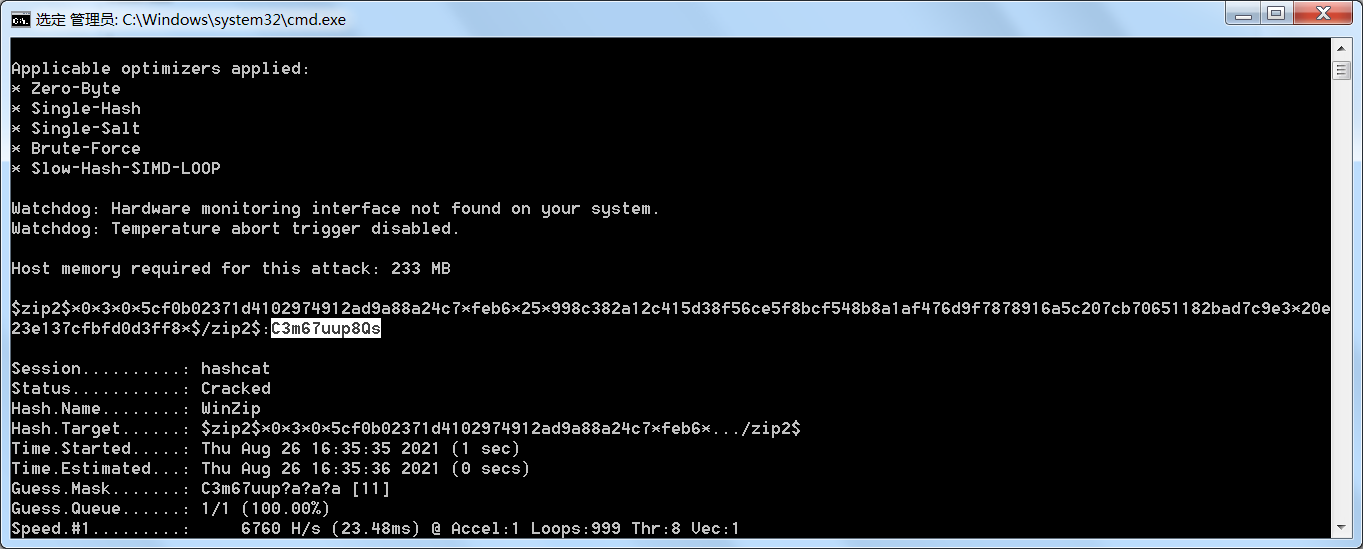 选定 管理员: C:\Windows\system32\cmd.exe
Applicable optimizers applied:
* Zero-Byte
* Single-Hash
* Single-Salt
* Brute-Force
* Slow-Hash-SIMD-LOOP
Watchdog: Hardware monitoring interface not found on your system.
Watchdog: Temperature abort trigger disabled.
Host memory required for this attack: 233 MB
$zip2$*0*3*0*5cf0b02371d4102974912ad9a88a24c7*feb6*25*998c382a12c415d38f56ce5f8bcf548b8a1af476d9f7878916a5c207cb70651182bad7c9e3*20e
23e137cfbfd0d3ff8*$/zip2$:C3m67uup8Qs
Session..........: hashcat
Status...........: Cracked
Hash.Name........: WinZip
Hash.Target......: $zip2$*0*3*0*5cf0b02371d4102974912ad9a88a24c7*feb6*.../zip2$
Time.Started.....: Thu Aug 26 16:35:35 2021 (1 sec)
Time.Estimated...: Thu Aug 26 16:35:36 2021 (0 secs)
Guess.Mask.......: C3m67uup?a?a?a [11]
Guess.Queue......: 1/1 (100.00%)
Speed.#1.........:     6760 H/s (23.48ms) @ Accel:1 Loops:999 Thr:8 Vec:1